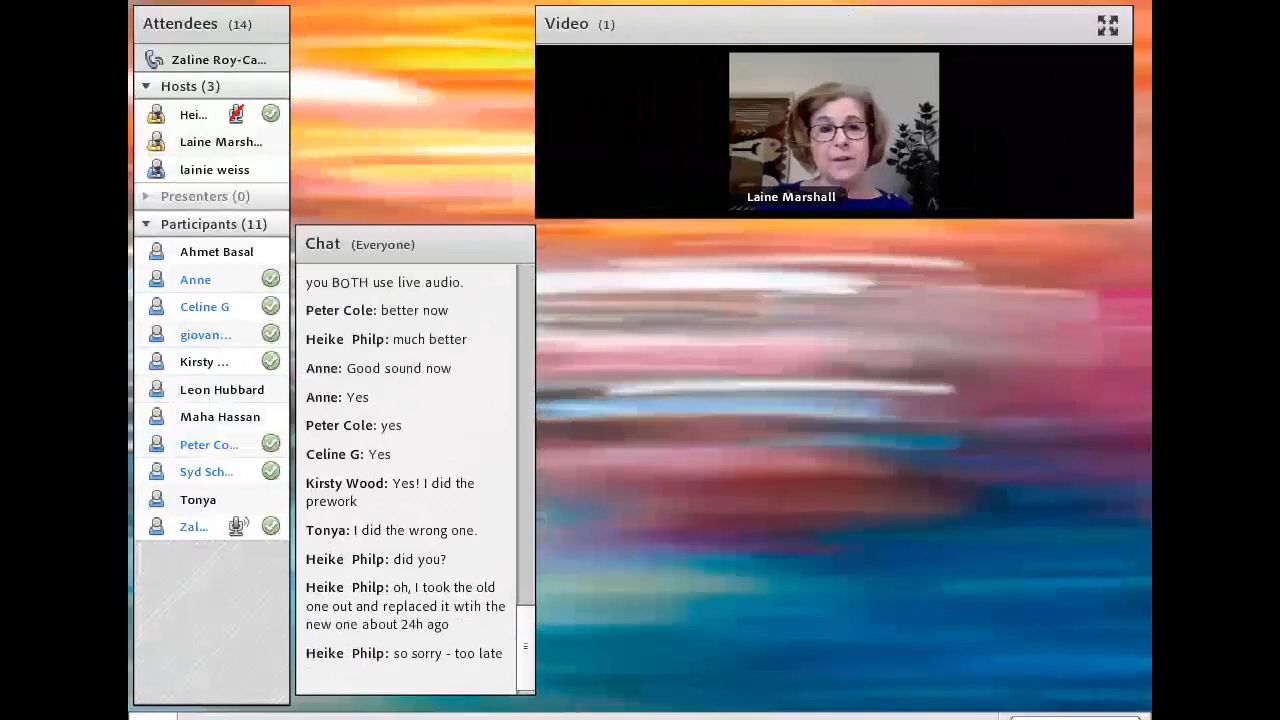 Attendees (14)
Zaline Roy-Ca...
Hosts (3)
Hei...
Laine Marsh...
lainie weiss
Presenters (0)
Participants (11)
Ahmet Basal
Anne
Celine G
giovan...
Kirsty ...
Leon Hubbard
Maha Hassan
Peter Co...
Syd Sch...
Tonya
Zal...
Video (1)
Laine Marshall
Chat (Everyone)
you BOTH use live audio.
Peter Cole: better now
Heike Philp: much better
Anne: Good sound now
Anne: Yes
Peter Cole: yes
Celine G: Yes
Kirsty Wood: Yes! I did the
prework
Tonya: I did the wrong one.
Heike Philp: did you?
Heike Philp: oh, I took the old
one out and replaced it wtih the
new one about 24h ago
Heike Philp: so sorry - too late